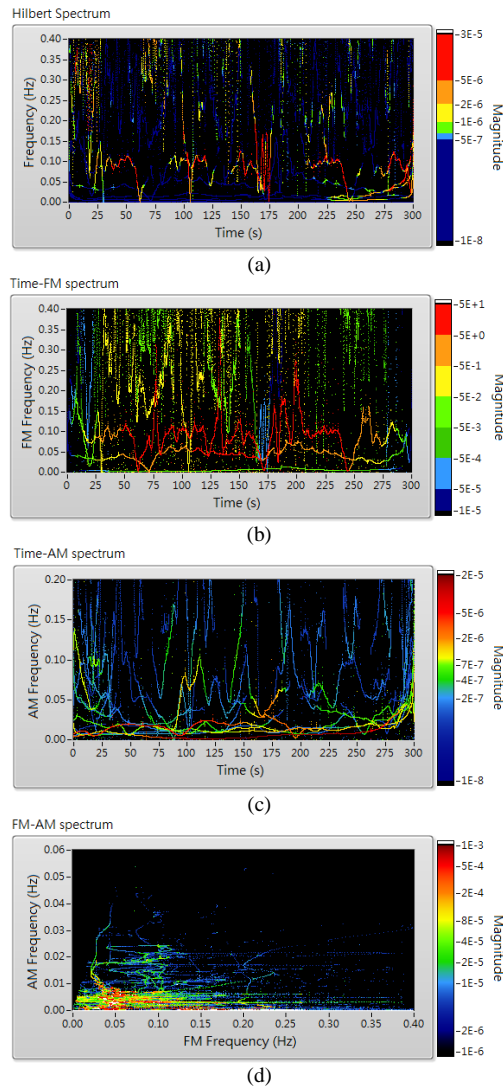 Hilbert Spectrum
0.40
0.35
0.30
0.25
0.20
0.15
0.10
0.05
0.00
Frequency (Hz)
0 25 50 75 100 125 150 175 200 225 250 275 300
Time (s)
3E-5
5E-6
2E-6
1E-6
5E-7
1E-8
Magnitude
(a)
Time-FM spectrum
0.40
0.35
0.30
0.25
0.20
0.15
0.10
0.05
0.00
FM Frequency (Hz)
0 25 50 75 100 125 150 175 200 225 250 275 300
Time (s)
5E+1
5E+0
5E-1
5E-2
5E-3
5E-4
5E-5
1E-5
Magnitude
(b)
Time-AM spectrum
0.20
0.15
0.10
0.05
0.00
AM Frequency (Hz)
0 25 50 75 100 125 150 175 200 225 250 275 300
Time (s)
2E-5
5E-6
2E-6
7E-7
4E-7
2E-7
1E-8
Magnitude
(c)
FM-AM spectrum
0.06
0.05
0.04
0.03
0.02
0.01
0.00
AM Frequency (Hz)
0.00 0.05 0.10 0.15 0.20 0.25 0.30 0.35 0.40
FM Frequency (Hz)
1E-3
5E-4
2E-4
8E-5
4E-5
2E-5
1E-5
2E-6
1E-6
Magnitude
(d)